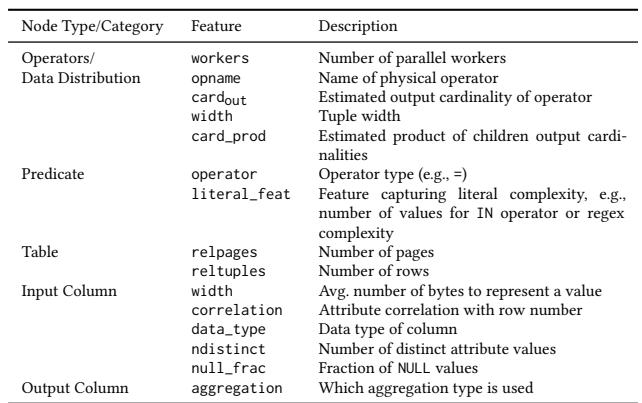 Node Type/Category Feature Description
Operators/ workers Number of parallel workers
Data Distribution opname Name of physical operator
card_out Estimated output cardinality of operator
width Tuple width
card_prod Estimated product of children output cardi-
nalities
Predicate operator Operator type (e.g., =)
literal_feat Feature capturing literal complexity, e.g.,
number of values for IN operator or regex
complexity
Table relpages Number of pages
reltuples Number of rows
Input Column width Avg. number of bytes to represent a value
correlation Attribute correlation with row number
data_type Data type of column
ndistinct Number of distinct attribute values
null_frac Fraction of NULL values
Output Column aggregation Which aggregation type is used